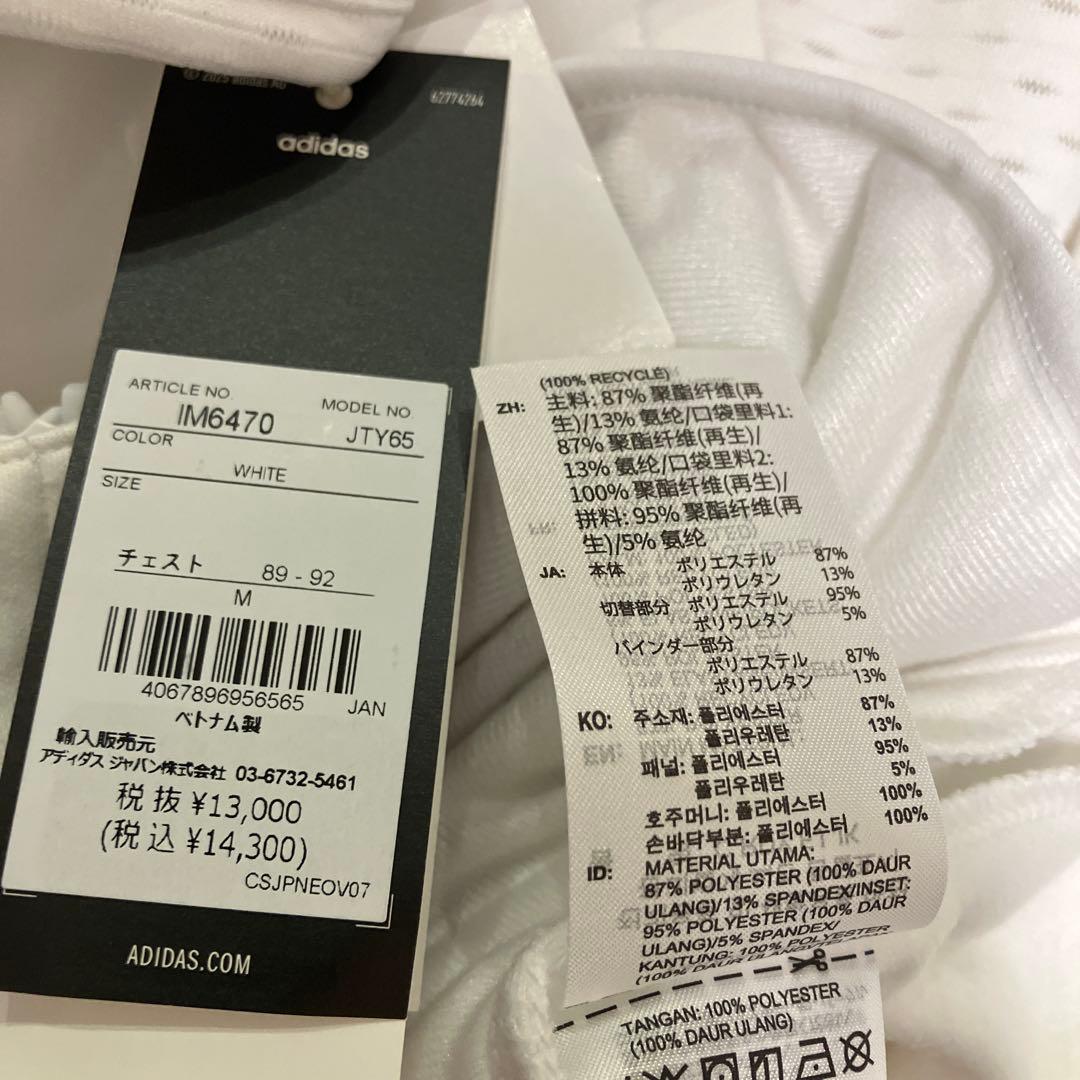 © 2025 adidas AG
62774264
adidas
ARTICLE NO.
IM6470
MODEL NO
JTY65
COLOR
WHITE
SIZE
チェスト 89 - 92
M
4067896956565
JAN
ベトナム製
輸入販売元
アディダス ジャパン株式会社 03-6732-5461
税抜 ¥13,000
(税込 ¥14,300)
CSJPNEOV07
ADIDAS.COM
(100% RECYCLÉ)
ZH: 主料: 87% 聚酯纤维(再
生)/13% 氨纶/口袋里料1:
87% 聚酯纤维(再生)/
13% 氨纶/口袋里料2:
100% 聚酯纤维(再生)/
拼料: 95% 聚酯纤维(再
生)/5% 氨纶
JA: 本体 ポリエステル 87%
ポリウレタン 13%
切替部分 ポリエステル 95%
ポリウレタン 5%
バインダー部分
ポリエステル 87%
ポリウレタン 13%
KO: 주소재: 폴리에스터 87%
폴리우레탄 13%
패널: 폴리에스터 95%
폴리우레탄 5%
호주머니: 폴리에스터 100%
손바닥부분: 폴리에스터 100%
ID: MATERIAL UTAMA:
87% POLYESTER (100% DAUR
ULANG)/13% SPANDEX/INSET:
95% POLYESTER (100% DAUR
ULANG)/5% SPANDEX/
KANTUNG: 100% POLYESTER
(100% DAUR ULANG)/
TANGAN: 100% POLYESTER
(100% DAUR ULANG)